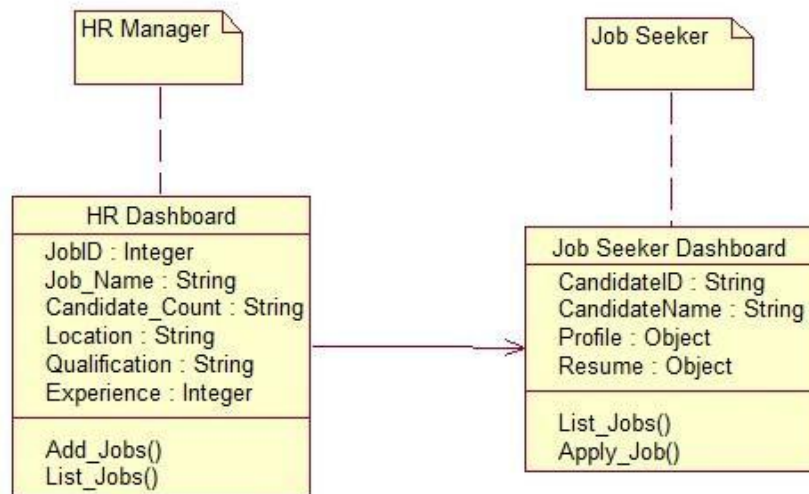 HR Manager
Job Seeker
HR Dashboard
JobID : Integer
Job_Name : String
Candidate_Count : String
Location : String
Qualification : String
Experience : Integer
Add_Jobs()
List_Jobs()
Job Seeker Dashboard
CandidateID : String
CandidateName : String
Profile : Object
Resume : Object
List_Jobs()
Apply_Job()